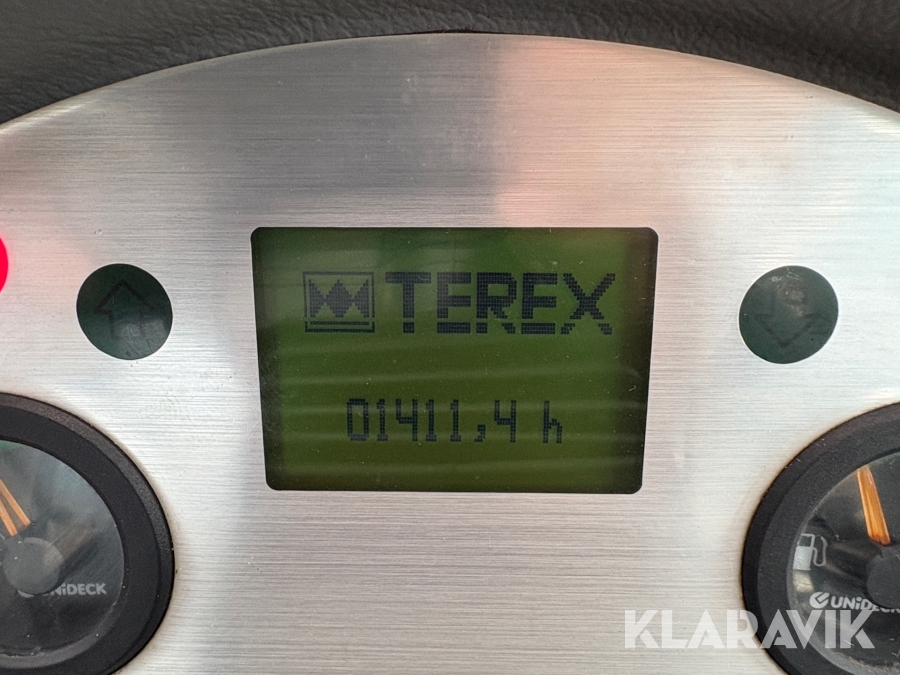 TEREX
01411,4 h
UNiDECK
UNiDECK
KLARAVIK